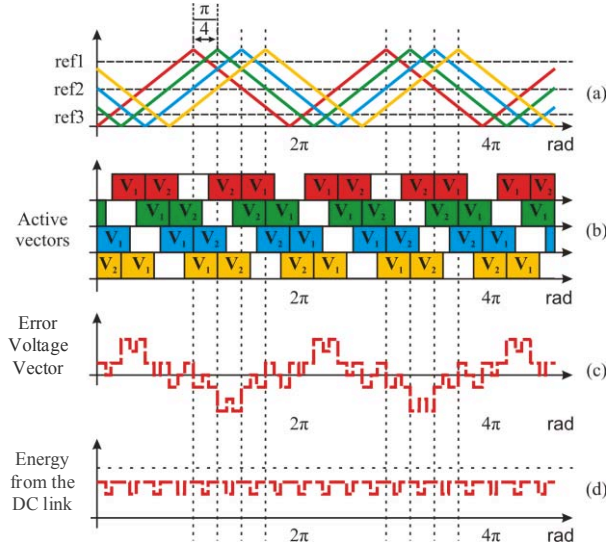 π
4
ref1
ref2
ref3
(a)
2π
4π
rad
Active vectors
V₁ V₂ V₂ V₁ V₁ V₂ V₂ V₁ V₁ V₂
V₁ V₂ V₂ V₁ V₁ V₂ V₂ V₁ V₁
V₁ V₁ V₂ V₂ V₁ V₁ V₂ V₂ V₁
V₂ V₁ V₁ V₂ V₂ V₁ V₁ V₂ V₂ V₁
(b)
2π
4π
rad
Error
Voltage
Vector
(c)
2π
4π
rad
Energy
from the
DC link
(d)
2π
4π
rad